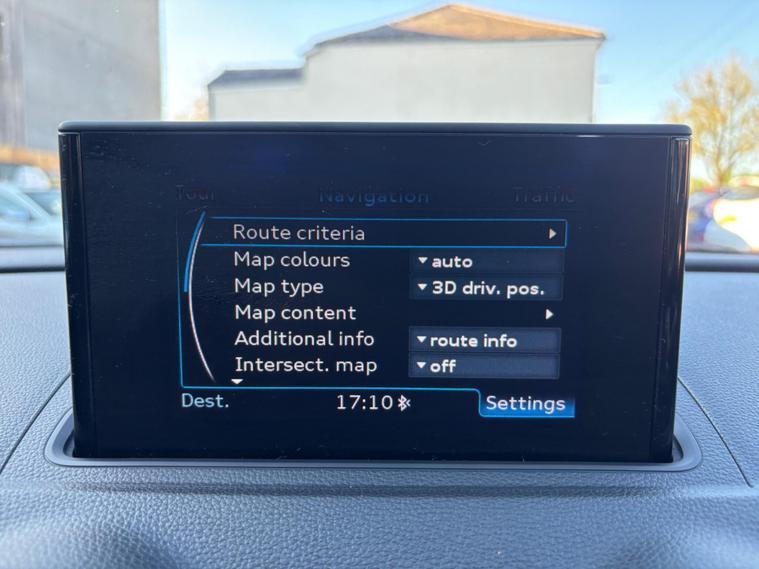 Tour Navigation Traffic
Route criteria
Map colours auto
Map type 3D driv. pos.
Map content
Additional info route info
Intersect. map off
Dest. 17:10 Settings